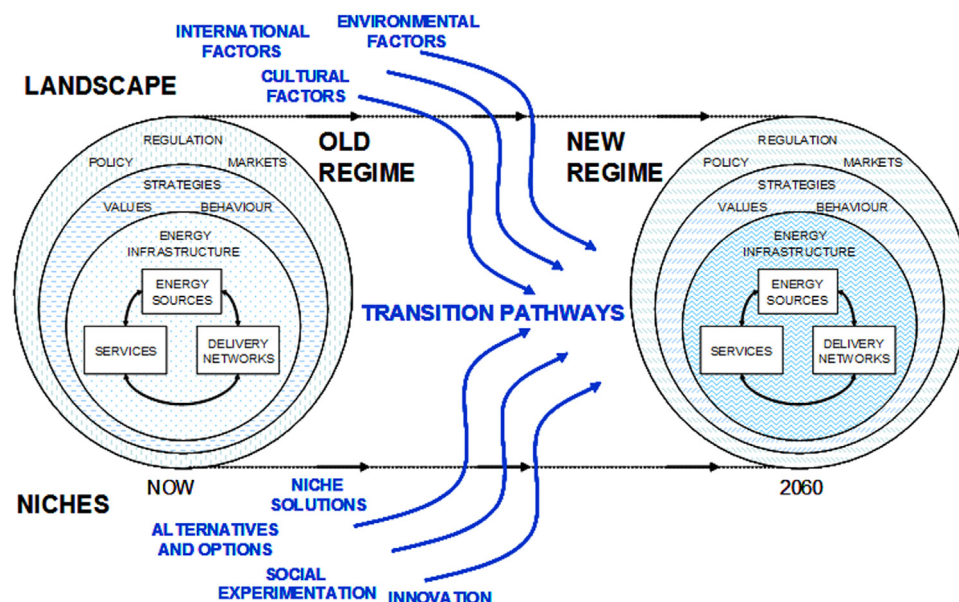 ENVIRONMENTAL
FACTORS
INTERNATIONAL
FACTORS
CULTURAL
FACTORS
LANDSCAPE
OLD
REGIME
NEW
REGIME
REGULATION
POLICY
MARKETS
STRATEGIES
VALUES
BEHAVIOUR
ENERGY
INFRASTRUCTURE
ENERGY
SOURCES
SERVICES
DELIVERY
NETWORKS
TRANSITION PATHWAYS
REGULATION
POLICY
MARKETS
STRATEGIES
VALUES
BEHAVIOUR
ENERGY
INFRASTRUCTURE
ENERGY
SOURCES
SERVICES
DELIVERY
NETWORKS
NOW
2060
NICHES
NICHE
SOLUTIONS
ALTERNATIVES
AND OPTIONS
SOCIAL
EXPERIMENTATION
INNOVATION